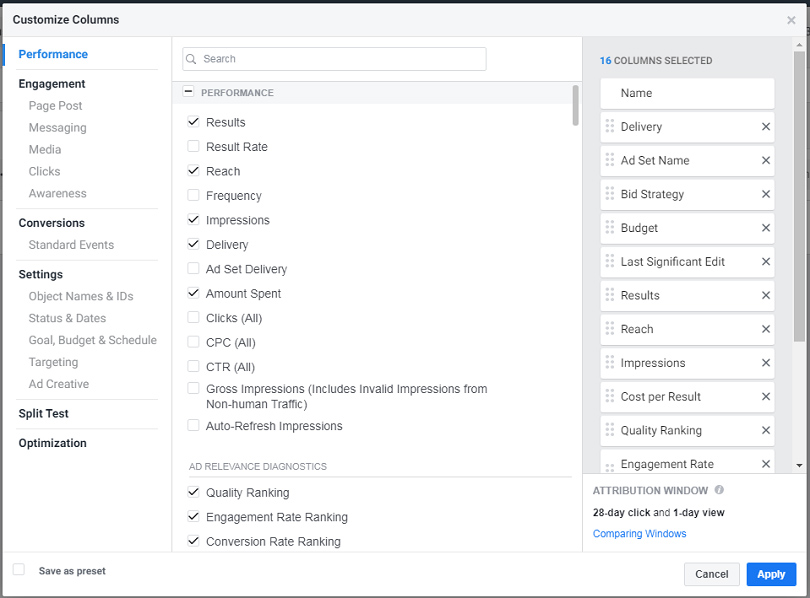 Customize Columns
Performance
Engagement
Page Post
Messaging
Media
Clicks
Awareness
Conversions
Standard Events
Settings
Object Names & IDs
Status & Dates
Goal, Budget & Schedule
Targeting
Ad Creative
Split Test
Optimization
Search
PERFORMANCE
Results
Result Rate
Reach
Frequency
Impressions
Delivery
Ad Set Delivery
Amount Spent
Clicks (All)
CPC (All)
CTR (All)
Gross Impressions (Includes Invalid Impressions from
Non-human Traffic)
Auto-Refresh Impressions
AD RELEVANCE DIAGNOSTICS
Quality Ranking
Engagement Rate Ranking
Conversion Rate Ranking
16 COLUMNS SELECTED
Name
Delivery
Ad Set Name
Bid Strategy
Budget
Last Significant Edit
Results
Reach
Impressions
Cost per Result
Quality Ranking
Engagement Rate
ATTRIBUTION WINDOW
28-day click and 1-day view
Comparing Windows
Save as preset
Cancel
Apply